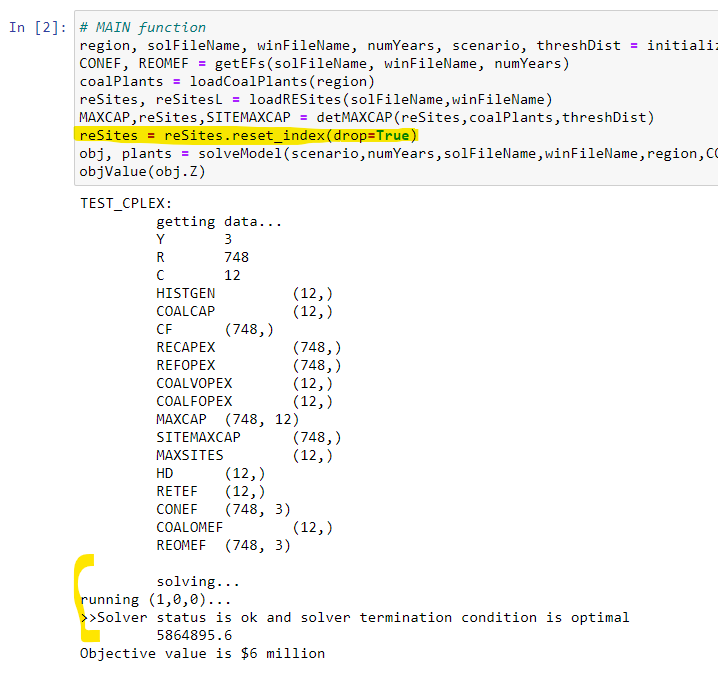 In [2]: # MAIN function
region, solFileName, winFileName, numYears, scenario, threshDist = initializ
CONEF, REOMEF = getEFs(solFileName, winFileName, numYears)
coalPlants = loadCoalPlants(region)
reSites, reSitesL = loadRESites(solFileName,winFileName)
MAXCAP,reSites,SITEMAXCAP = detMAXCAP(reSites,coalPlants,threshDist)
reSites = reSites.reset_index(drop=True)
obj, plants = solveModel(scenario,numYears,solFileName,winFileName,region,CO
objValue(obj.Z)
TEST_CPLEX:
getting data...
Y 3
R 748
C 12
HISTGEN (12,)
COALCAP (12,)
CF (748,)
RECAPEX (748,)
REFOPEX (748,)
COALVOPEX (12,)
COALFOPEX (12,)
MAXCAP (748, 12)
SITEMAXCAP (748,)
MAXSITES (12,)
HD (12,)
RETEF (12,)
CONEF (748, 3)
COALOMEF (12,)
REOMEF (748, 3)
solving...
running (1,0,0)...
>>Solver status is ok and solver termination condition is optimal
5864895.6
Objective value is $6 million